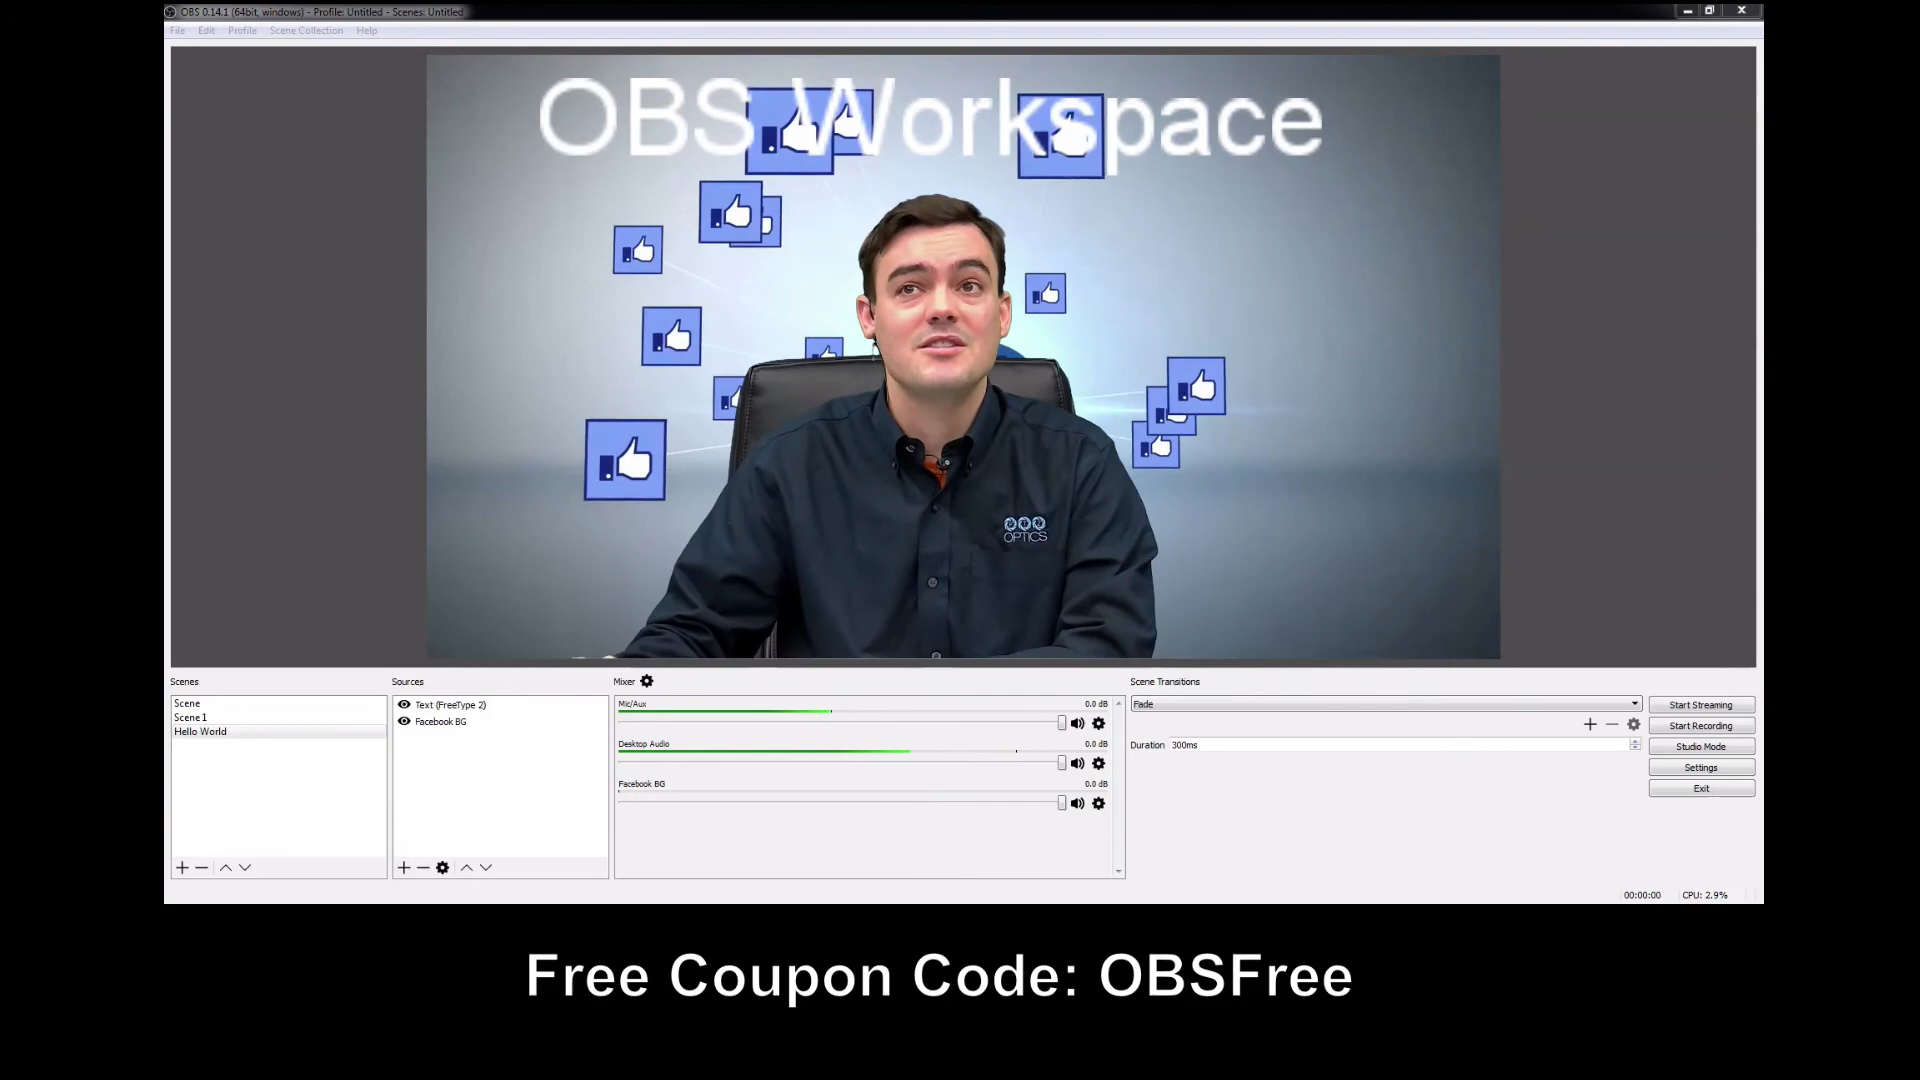 OBS 0.14.1 (64bit, windows) - Profile: Untitled - Scenes: Untitled
File Edit Profile Scene Collection Help
OBS Workspace
OPTICS
Scenes
Scene
Scene 1
Hello World
Sources
Text (FreeType 2)
Facebook BG
Mixer
Mic/Aux 0.0 dB
Desktop Audio 0.0 dB
Facebook BG 0.0 dB
Scene Transitions
Fade
Duration 300ms
Start Streaming
Start Recording
Studio Mode
Settings
Exit
00:00:00 CPU: 2.9%
Free Coupon Code: OBSFree